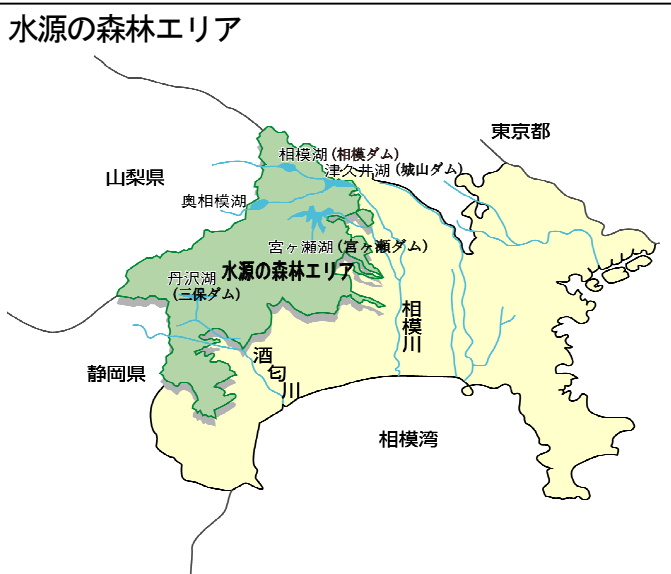 水源の森林エリア
東京都
相模湖(相模ダム)
津久井湖(城山ダム)
山梨県
奥相模湖
宮ヶ瀬湖(宮ヶ瀬ダム)
水源の森林エリア
丹沢湖
(三保ダム)
相模川
酒匂川
静岡県
相模湾